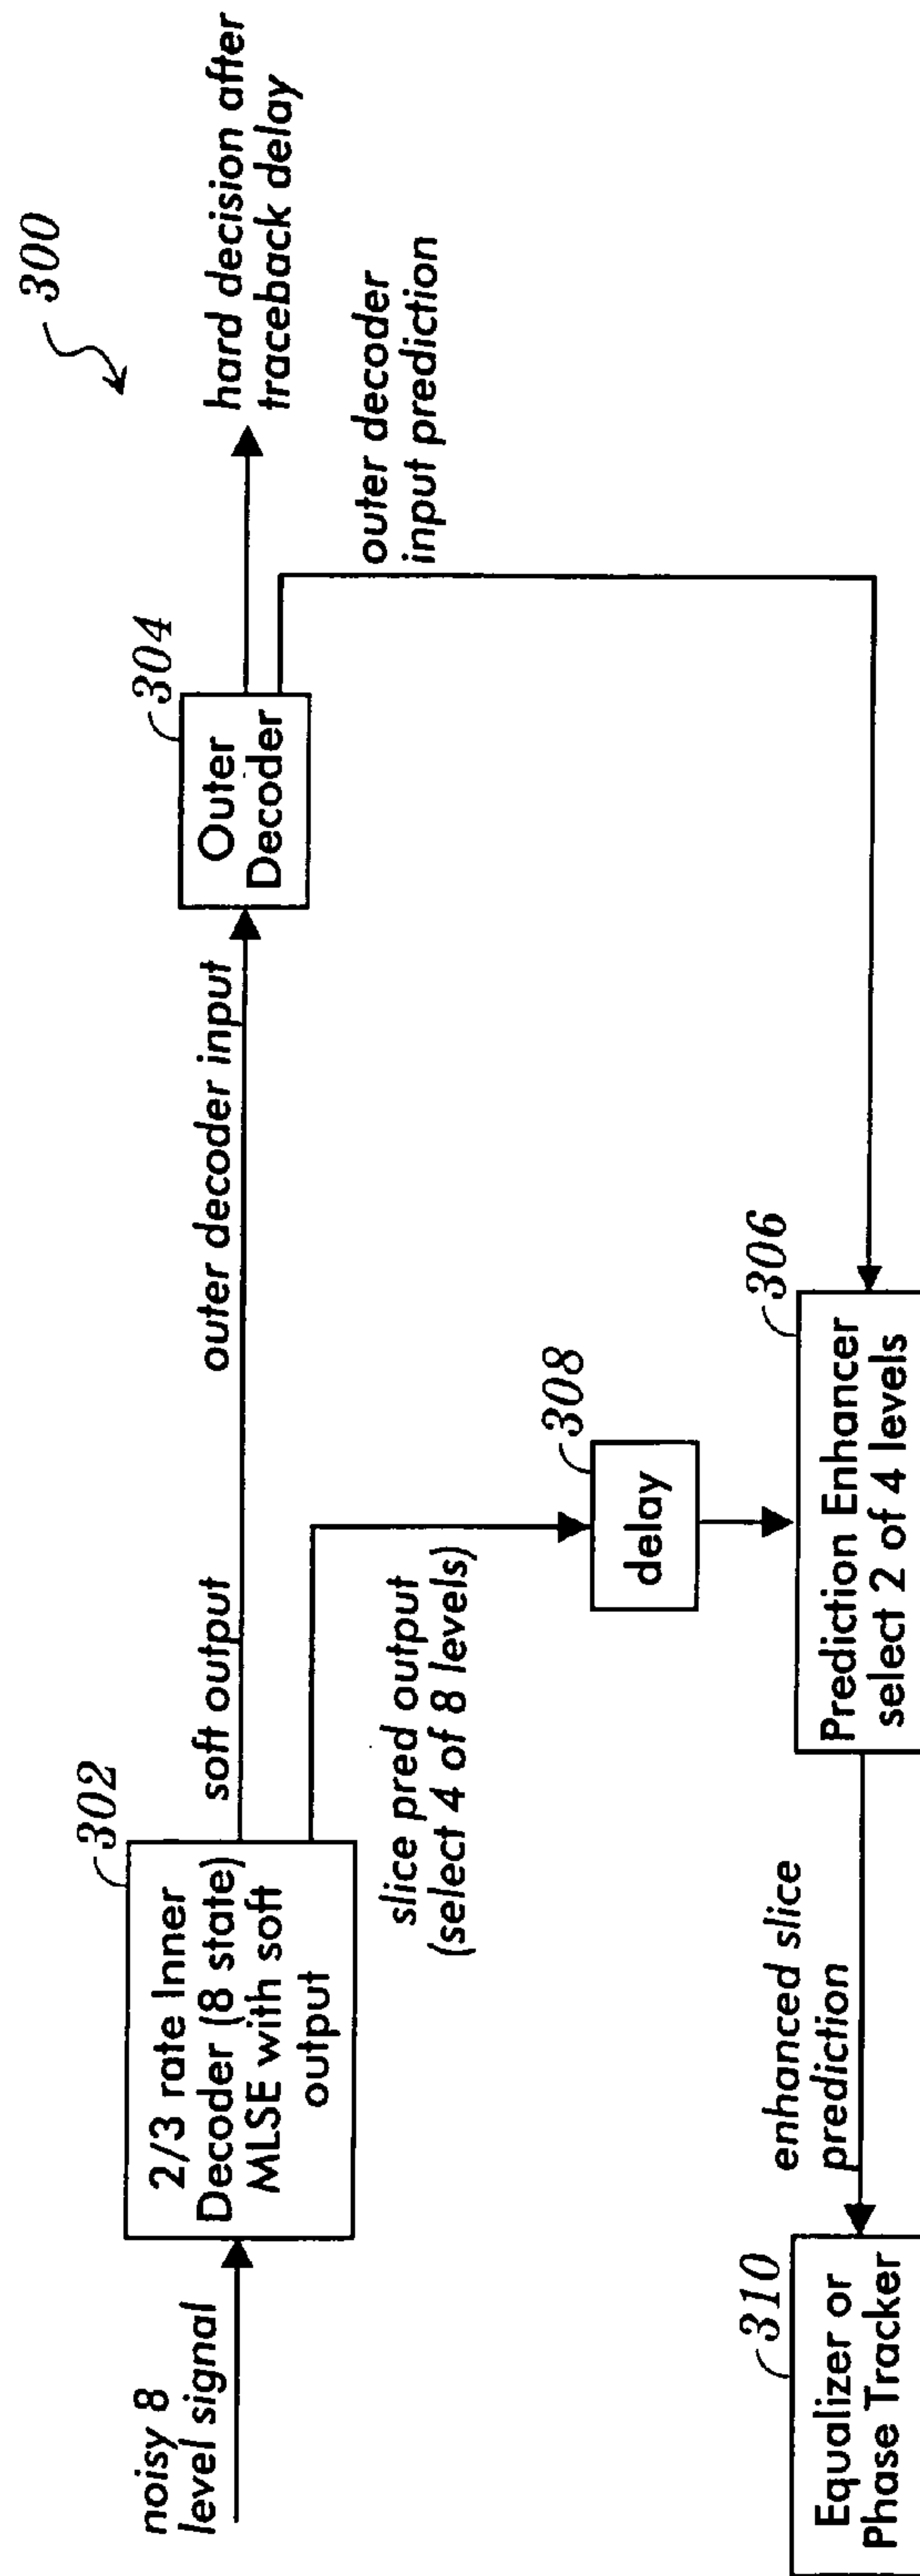 300
noisy 8
level signal
302
2/3 rate Inner
Decoder (8 state)
MLSE with soft
output
soft output
outer decoder input
304
Outer
Decoder
hard decision after
traceback delay
outer decoder
input prediction
slice pred output
(select 4 of 8 levels)
308
delay
306
Prediction Enhancer
select 2 of 4 levels
enhanced slice
prediction
310
Equalizer or
Phase Tracker